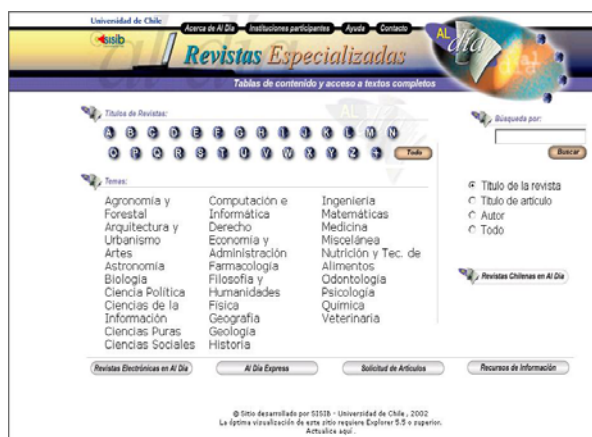 Universidad de Chile
sisib
Acerca de Al Día
Instituciones participantes
Ayuda
Contacto
Revistas Especializadas
AL día
Tablas de contenido y acceso a textos completos
Títulos de Revistas:
A B C D E F G H I J K L M N
O P Q R S T U V W X Y Z + Todo
Temas:
Agronomía y
Forestal
Arquitectura y
Urbanismo
Artes
Astronomía
Biología
Ciencia Política
Ciencias de la
Información
Ciencias Puras
Ciencias Sociales
Computación e
Informática
Derecho
Economía y
Administración
Farmacología
Filosofía y
Humanidades
Física
Geografía
Geología
Historia
Ingeniería
Matemáticas
Medicina
Miscelánea
Nutrición y Tec. de
Alimentos
Odontología
Psicología
Química
Veterinaria
Búsqueda por:
Buscar
Título de la revista
Título de artículo
Autor
Todo
Revistas Chilenas en Al Día
Revistas Electrónicas en Al Día
Al Día Express
Solicitud de Artículos
Recursos de Información
@ Sitio desarrollado por SISIB - Universidad de Chile, 2002
La óptima visualización de este sitio requiere Explorer 5.5 o superior.
Actualice aquí.